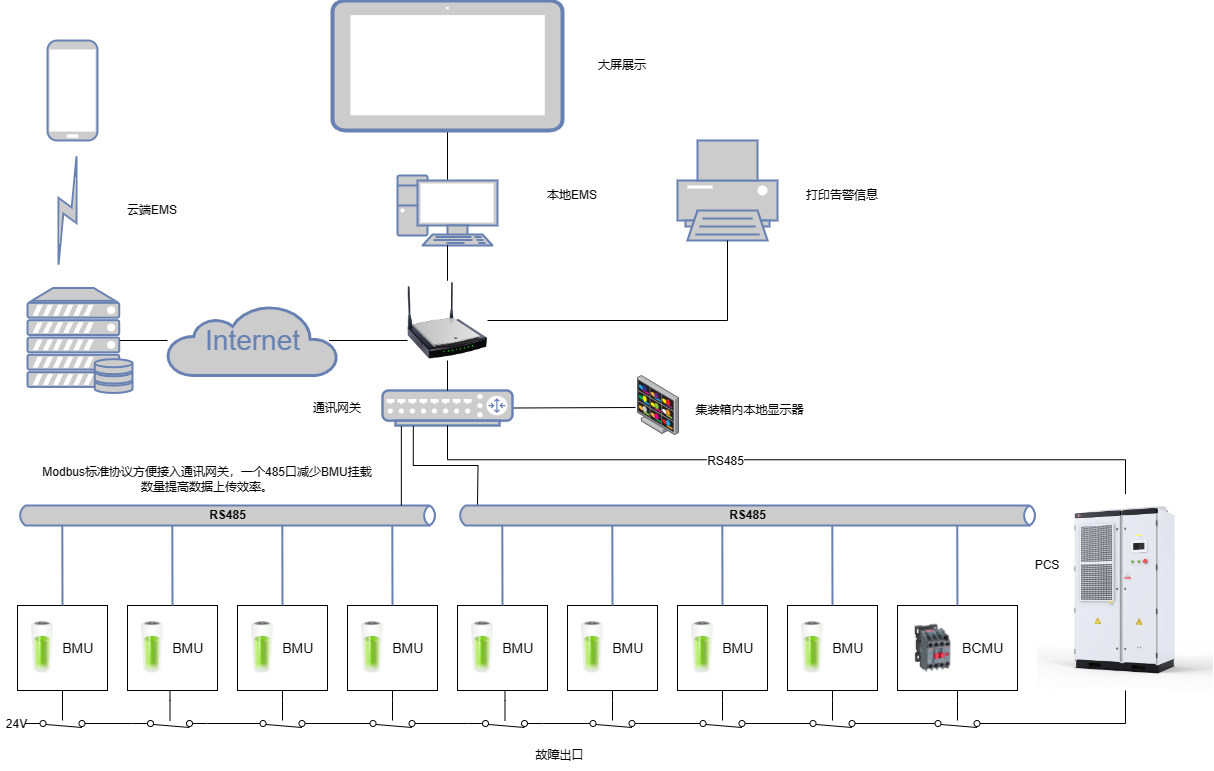 大屏展示
本地EMS
打印告警信息
云端EMS
Internet
通讯网关
集装箱内本地显示器
RS485
Modbus标准协议方便接入通讯网关，一个485口减少BMU挂载
数量提高数据上传效率。
RS485
RS485
PCS
BMU
BMU
BMU
BMU
BMU
BMU
BMU
BMU
BCMU
24V
故障出口